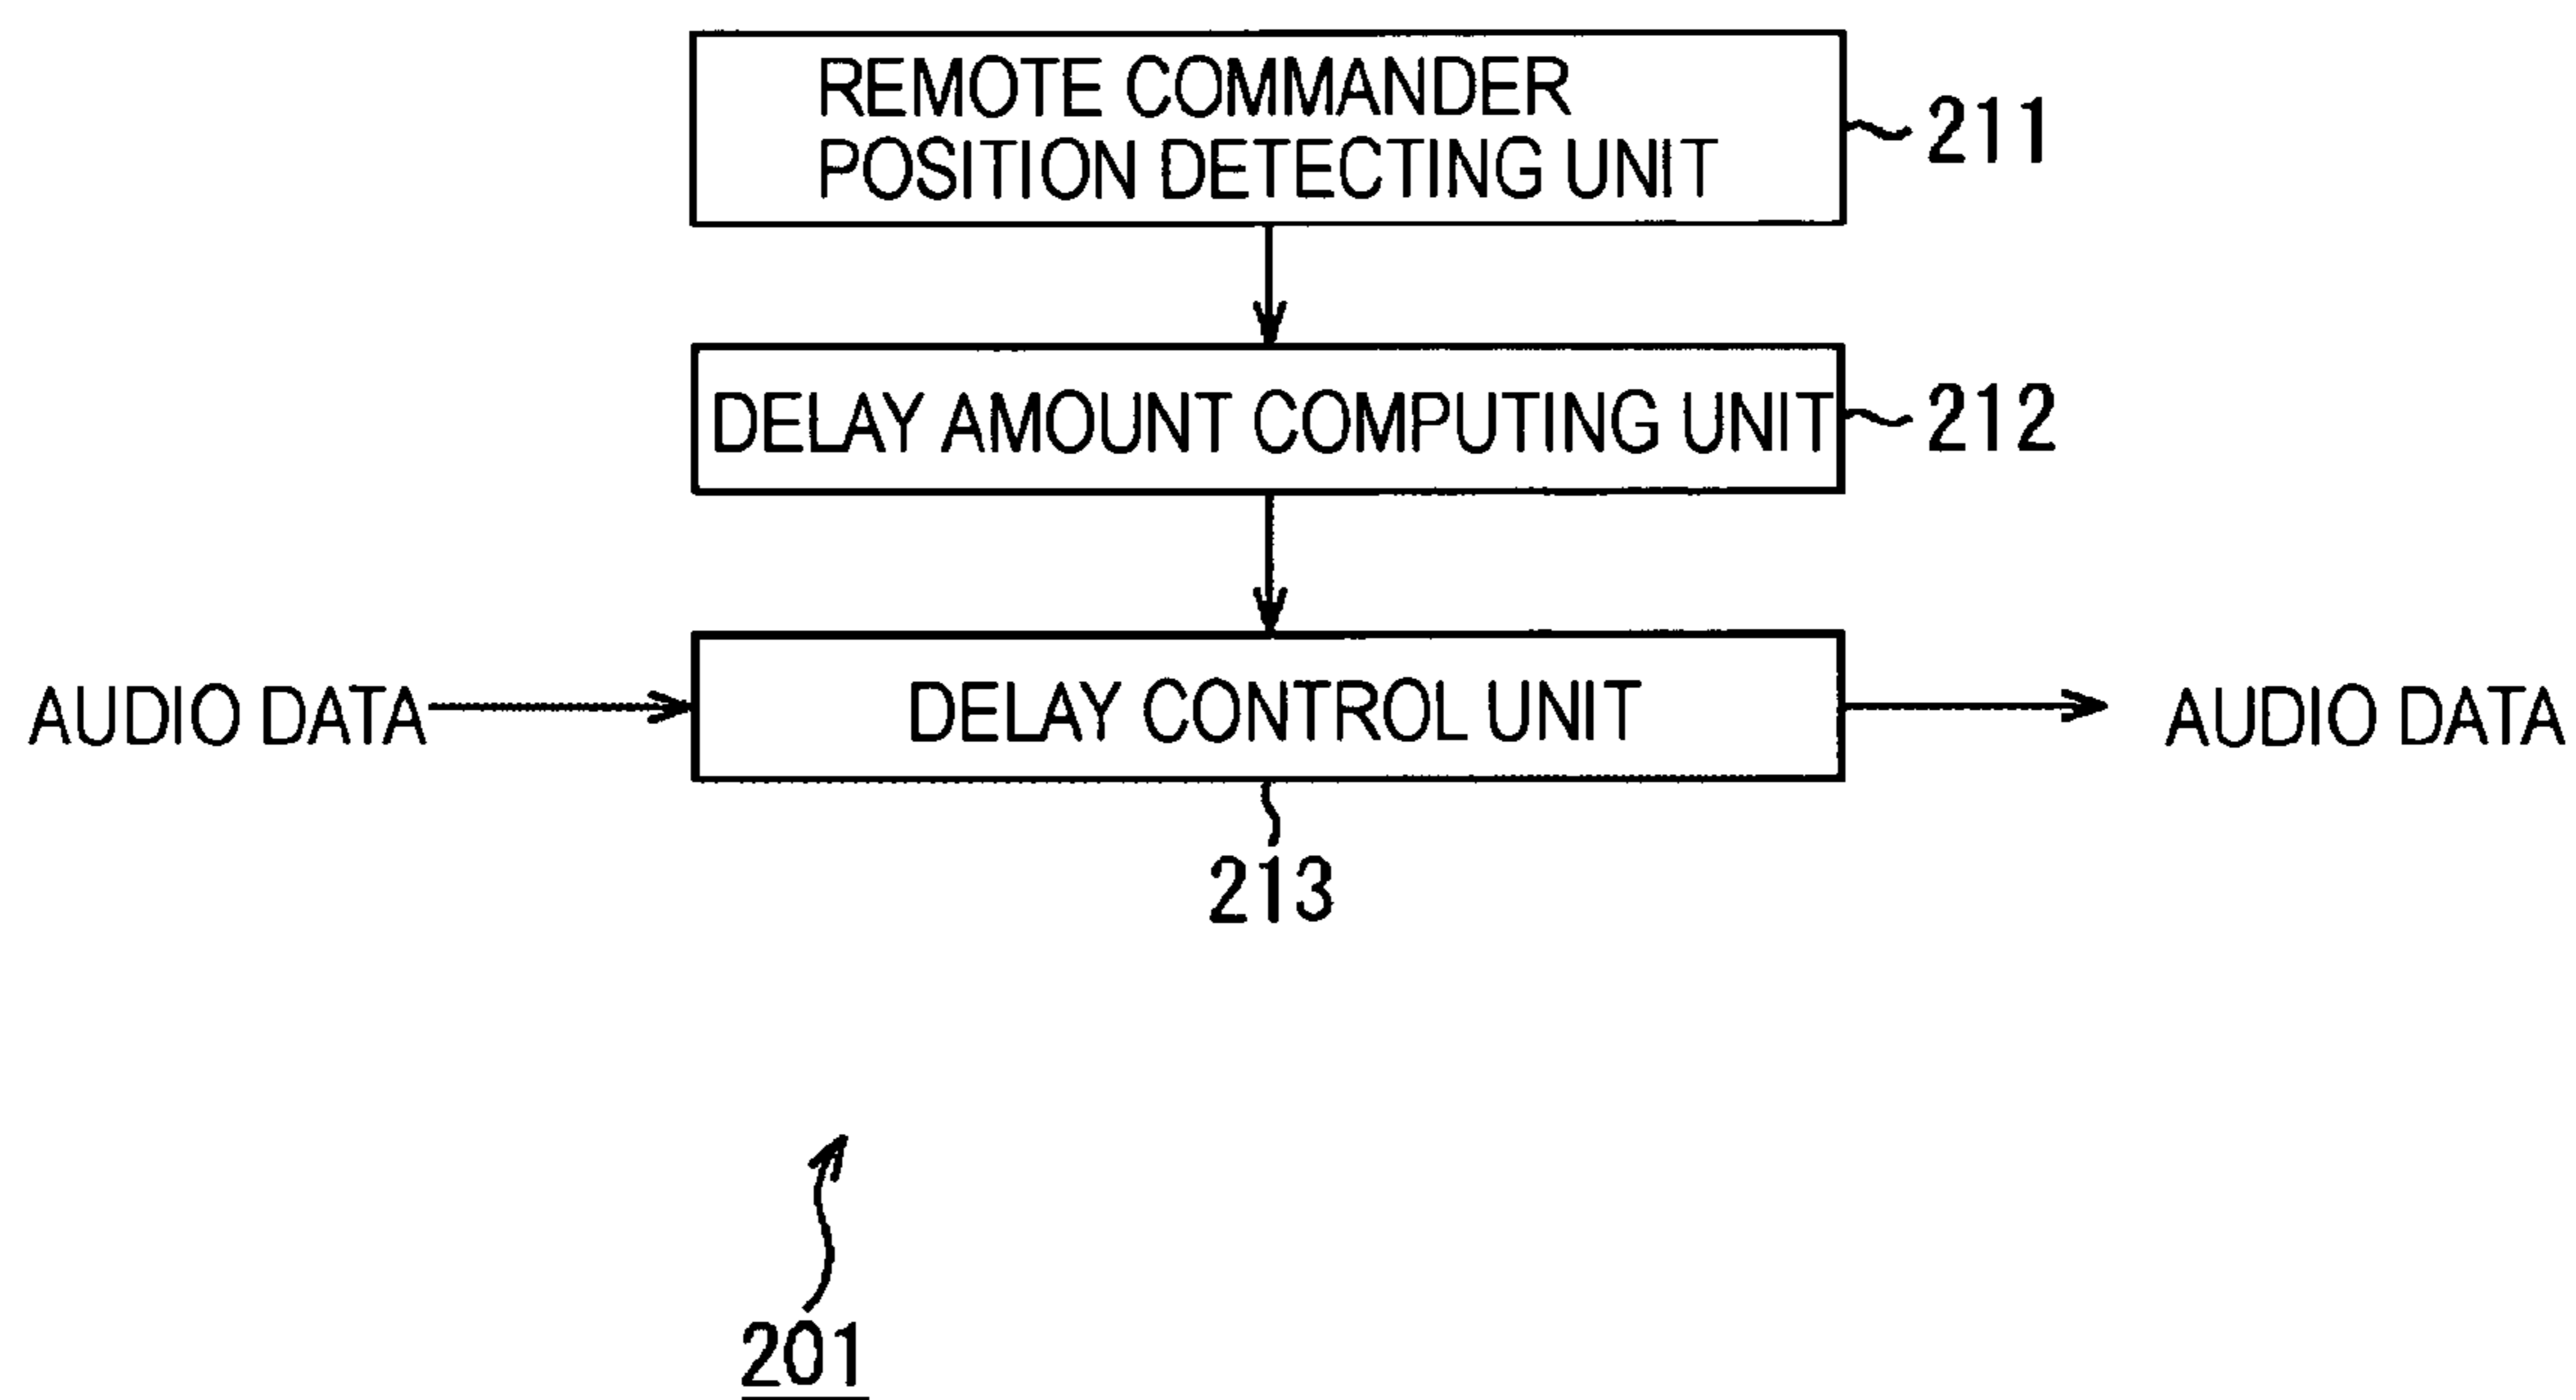 REMOTE COMMANDER
POSITION DETECTING UNIT
211
DELAY AMOUNT COMPUTING UNIT
212
AUDIO DATA
DELAY CONTROL UNIT
AUDIO DATA
213
201